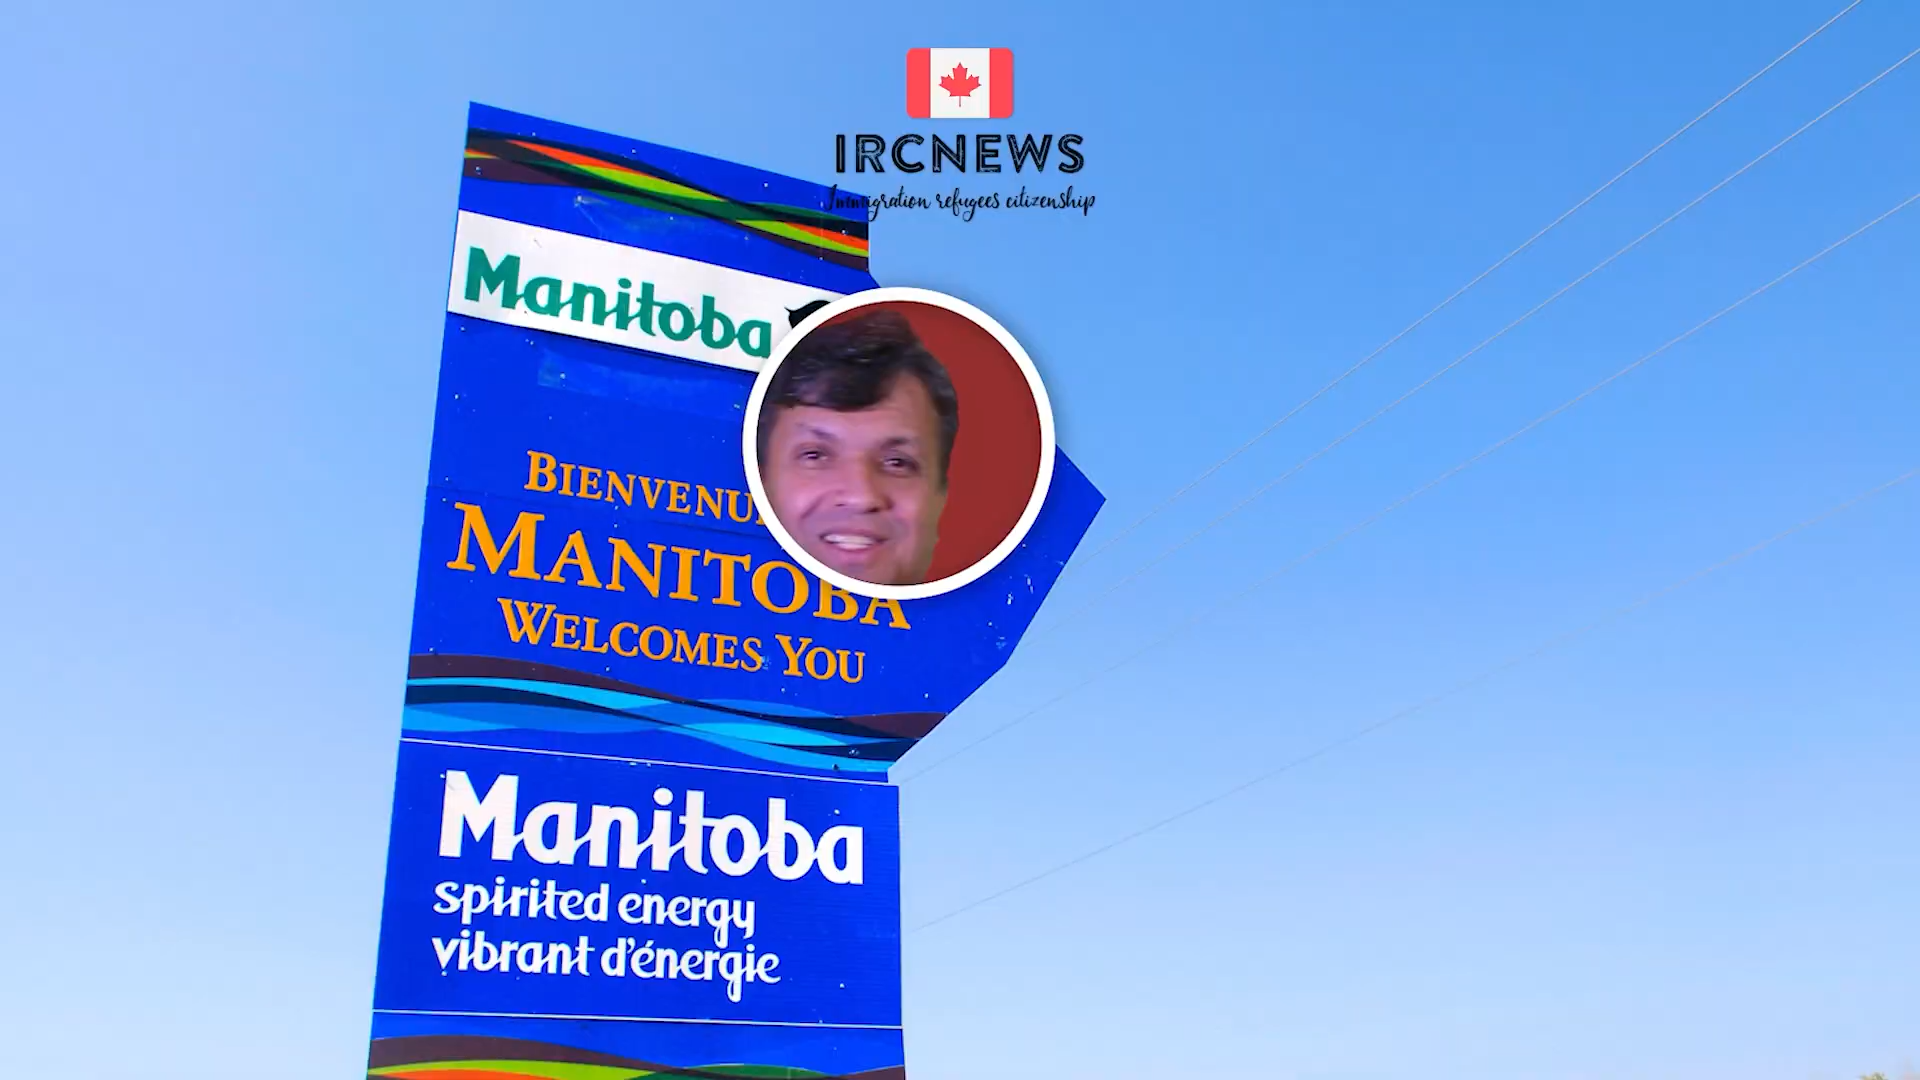 IRCNEWS
Immigration refugees citizenship
Manitoba
BIENVENU
MANITOBA
WELCOMES YOU
Manitoba
spirited energy
vibrant d'énergie